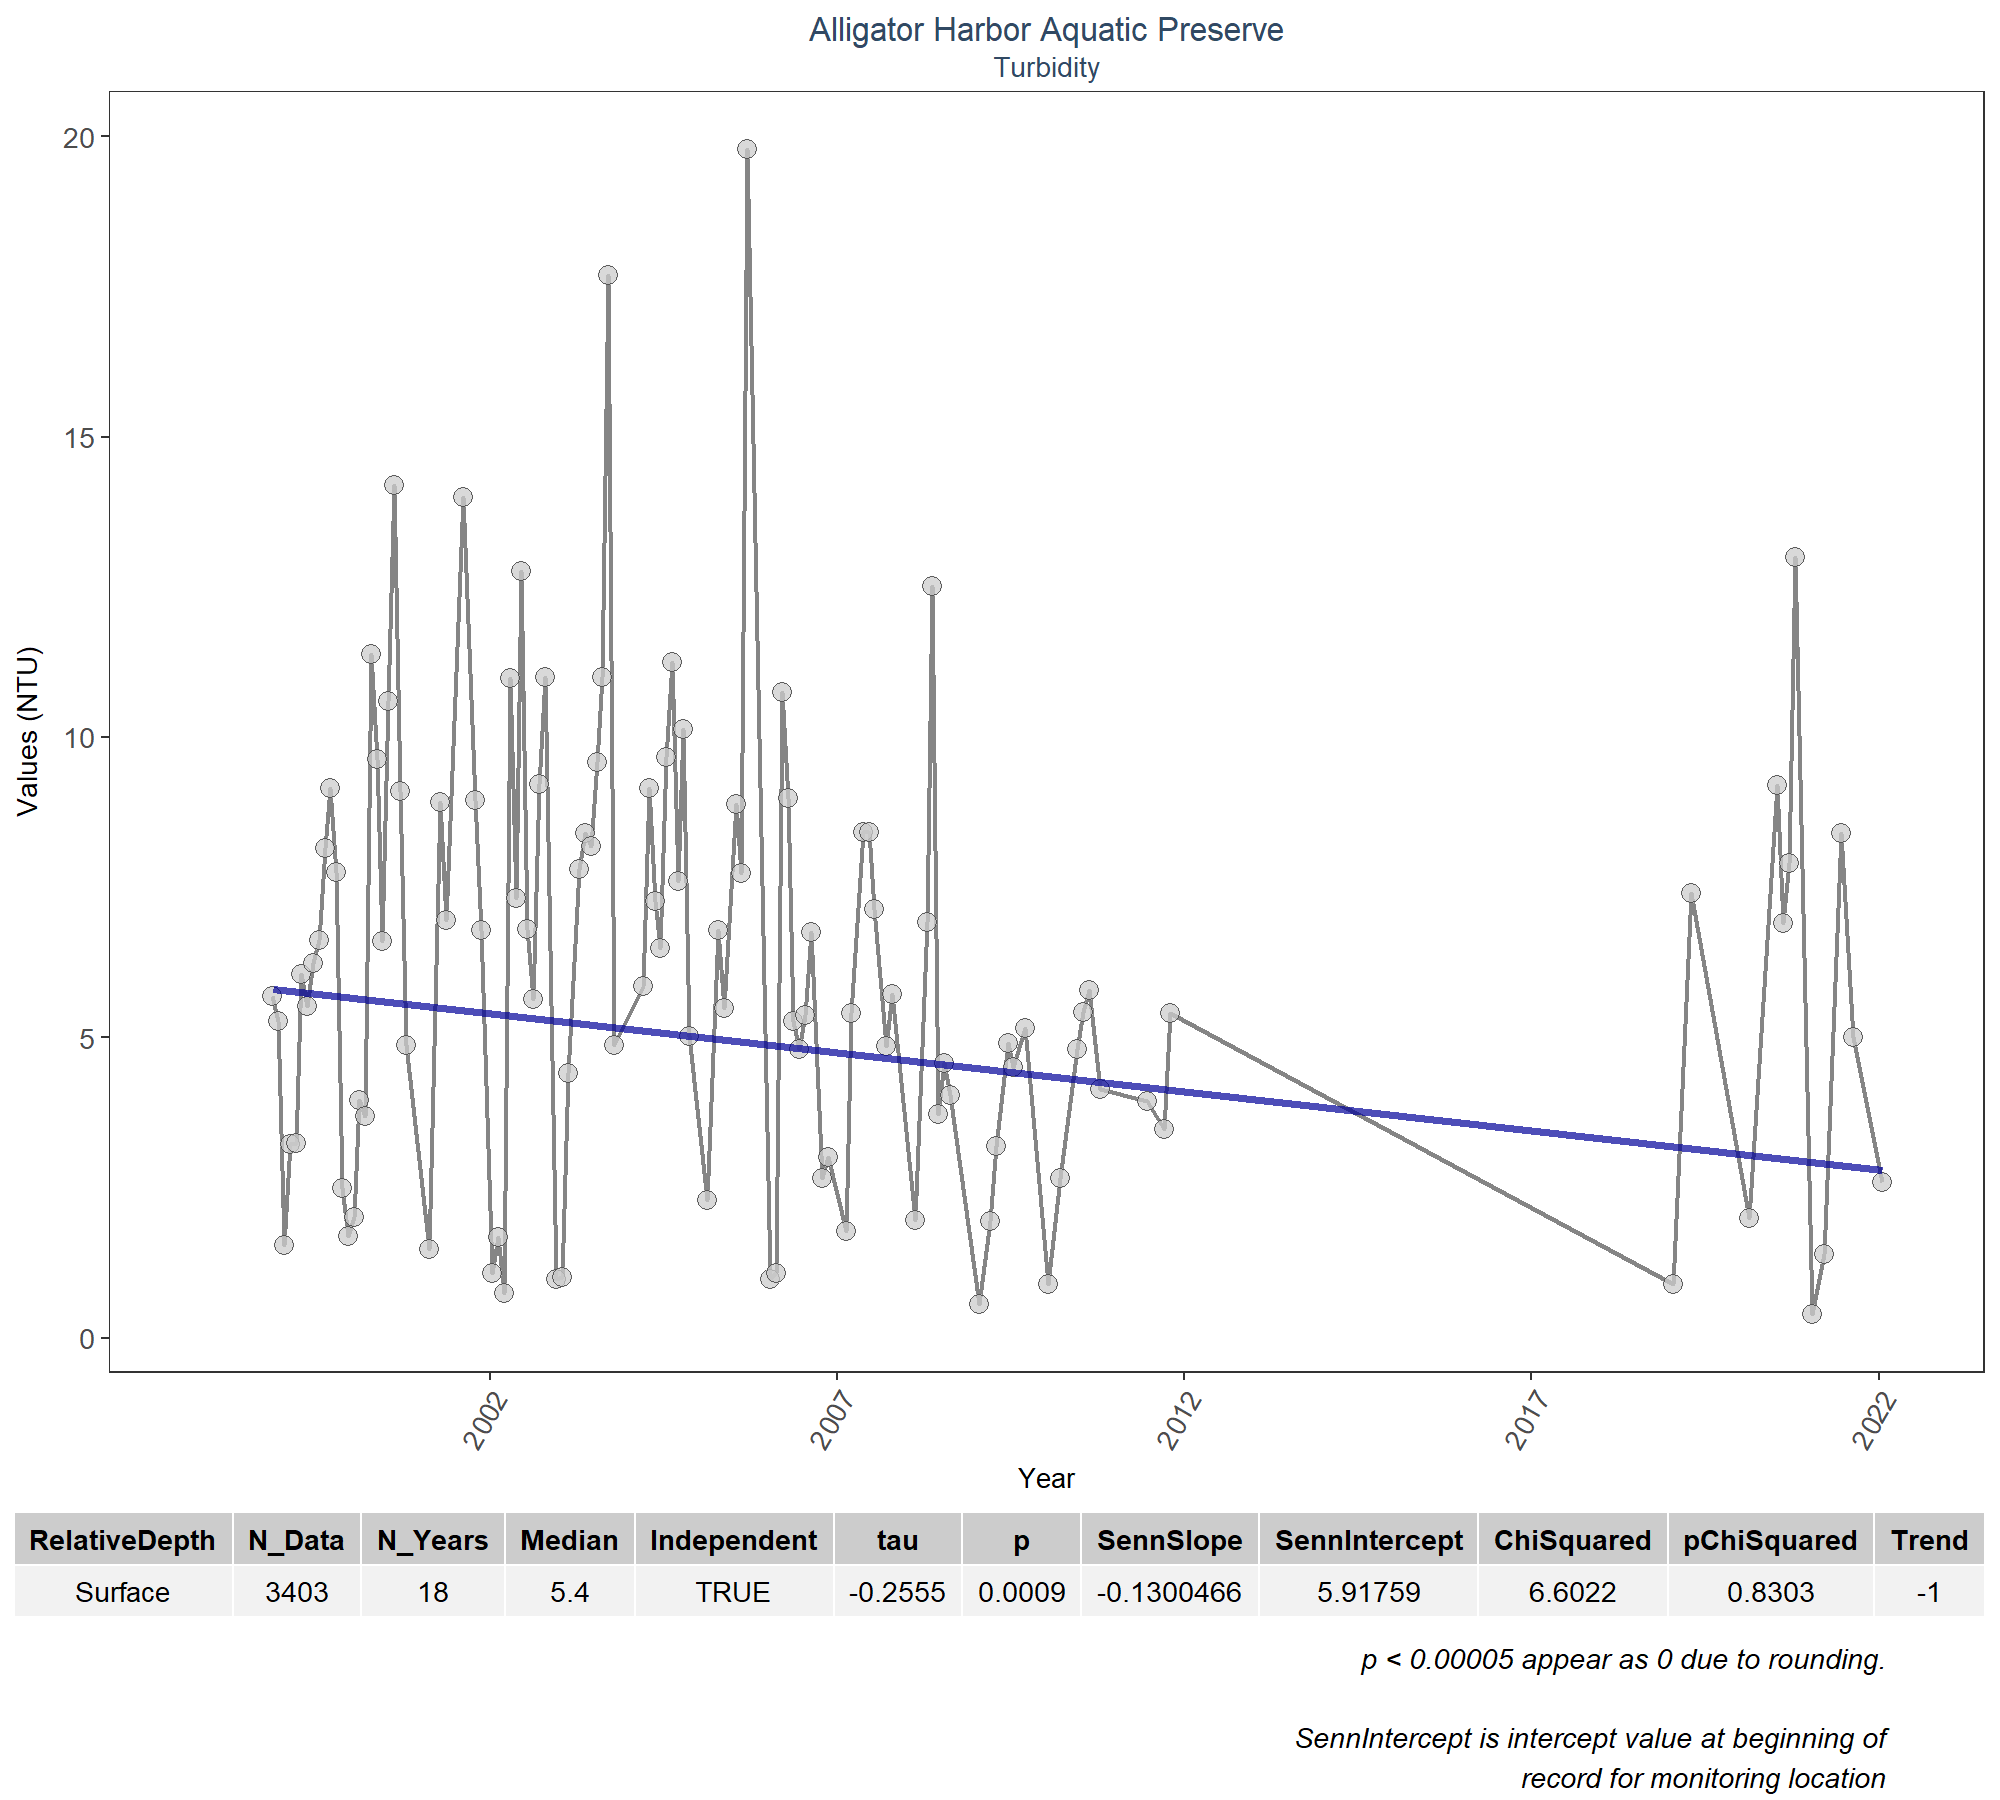 Alligator Harbor Aquatic Preserve
Turbidity
20
15
10
5
0
Values (NTU)
2002
2007
2012
2017
2022
Year
RelativeDepth N_Data N_Years Median Independent tau p SennSlope SennIntercept ChiSquared pChiSquared Trend
Surface 3403 18 5.4 TRUE -0.2555 0.0009 -0.1300466 5.91759 6.6022 0.8303 -1
p < 0.00005 appear as 0 due to rounding.
SennIntercept is intercept value at beginning of
record for monitoring location